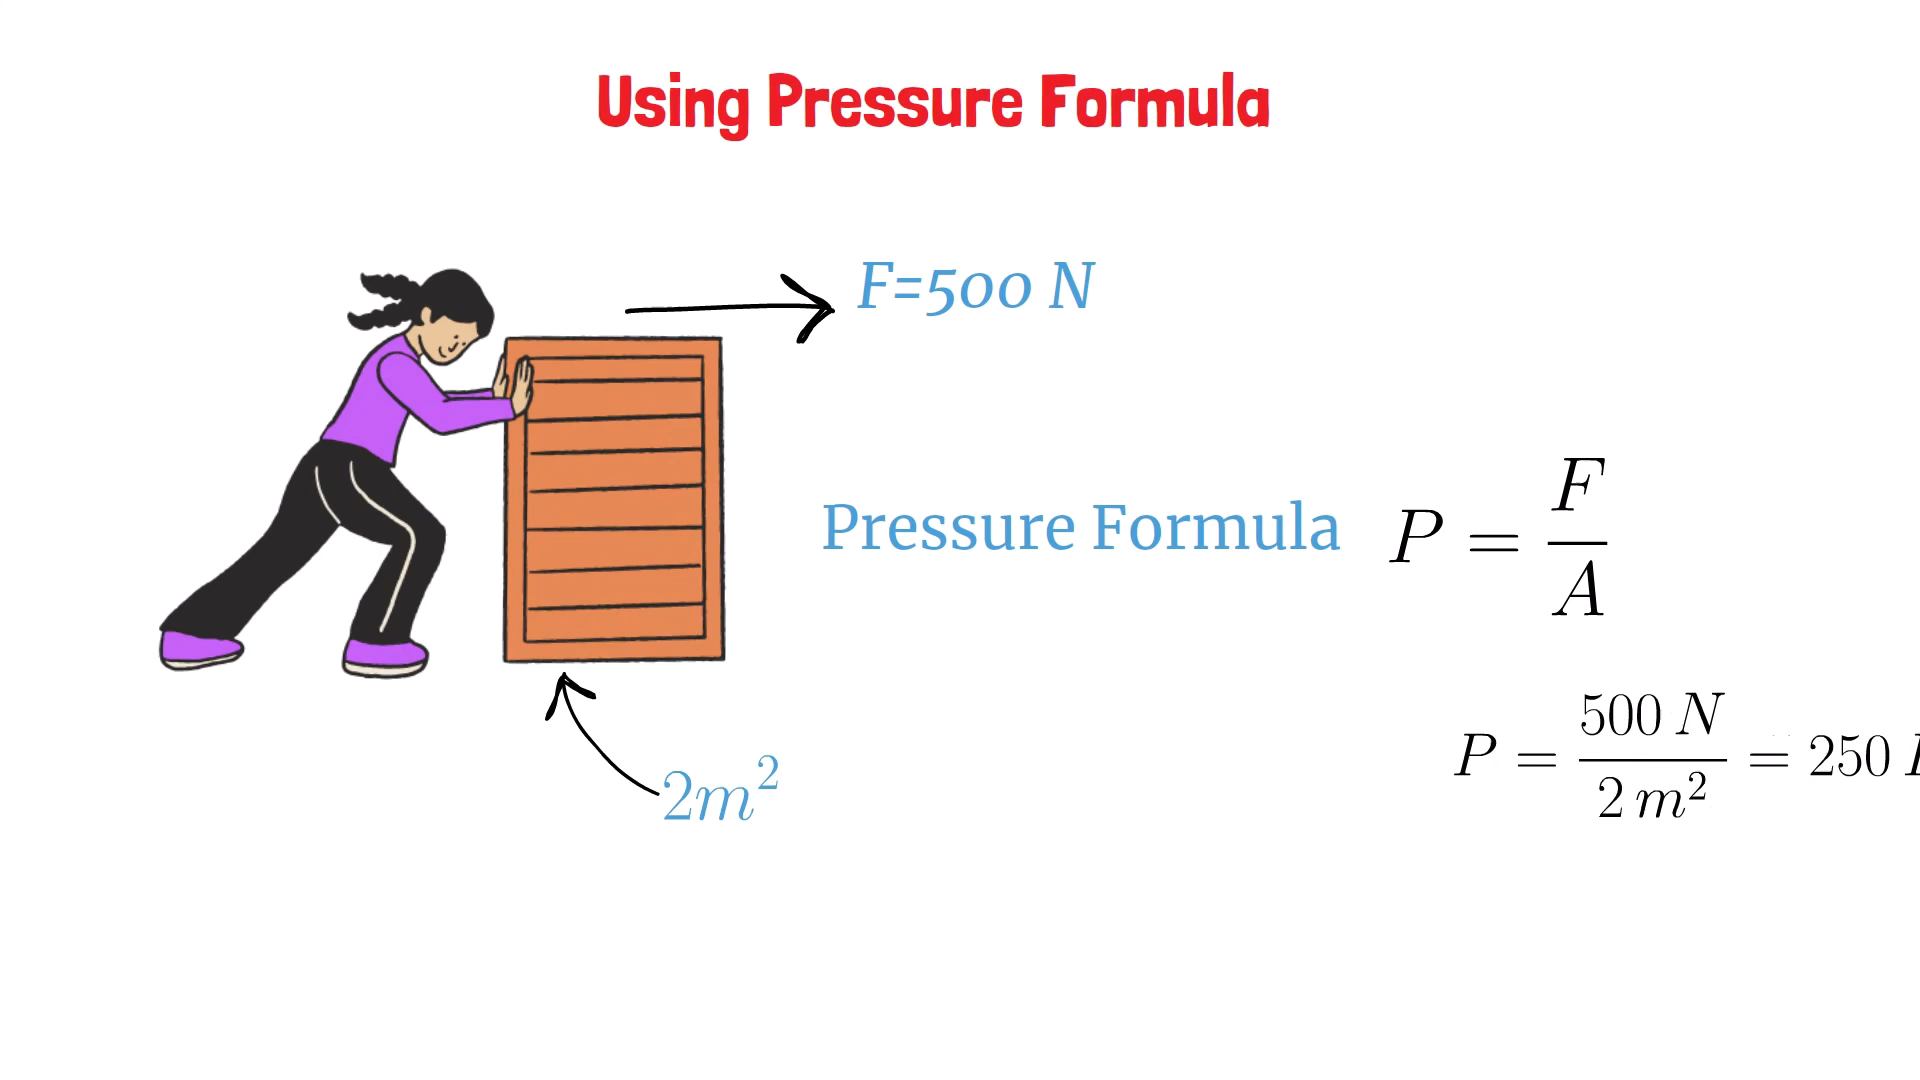 Using Pressure Formula
F=500 N
Pressure Formula P = F/A
P = 500 N / 2 m² = 250
2m²